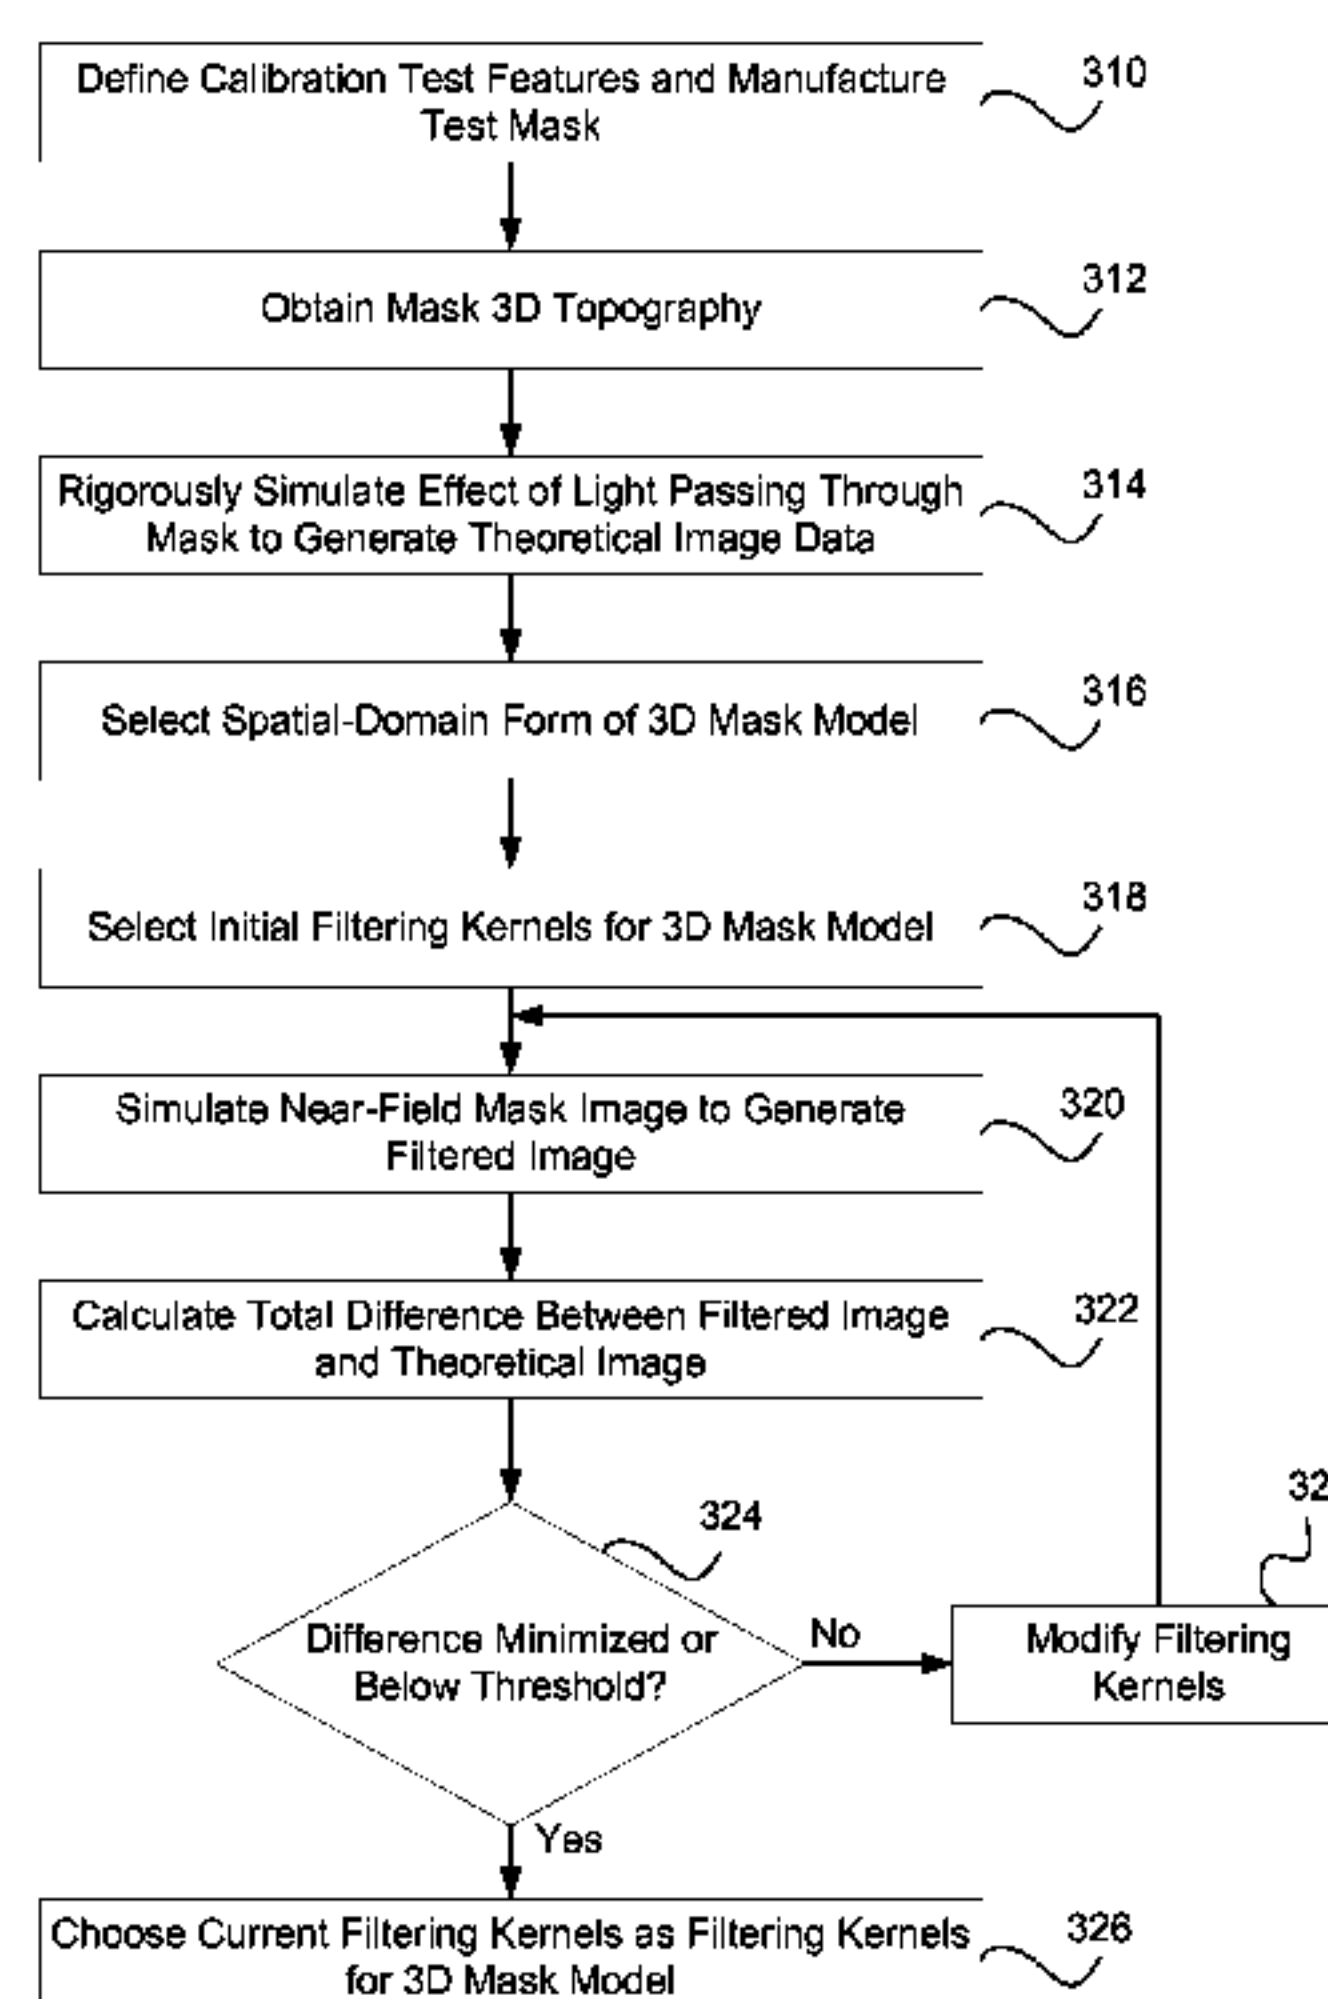 Define Calibration Test Features and Manufacture
Test Mask
310
Obtain Mask 3D Topography
312
Rigorously Simulate Effect of Light Passing Through
Mask to Generate Theoretical Image Data
314
Select Spatial-Domain Form of 3D Mask Model
316
Select Initial Filtering Kernels for 3D Mask Model
318
Simulate Near-Field Mask Image to Generate
Filtered Image
320
Calculate Total Difference Between Filtered Image
and Theoretical Image
322
324
Difference Minimized or
Below Threshold?
No
Modify Filtering
Kernels
Yes
Choose Current Filtering Kernels as Filtering Kernels
for 3D Mask Model
326